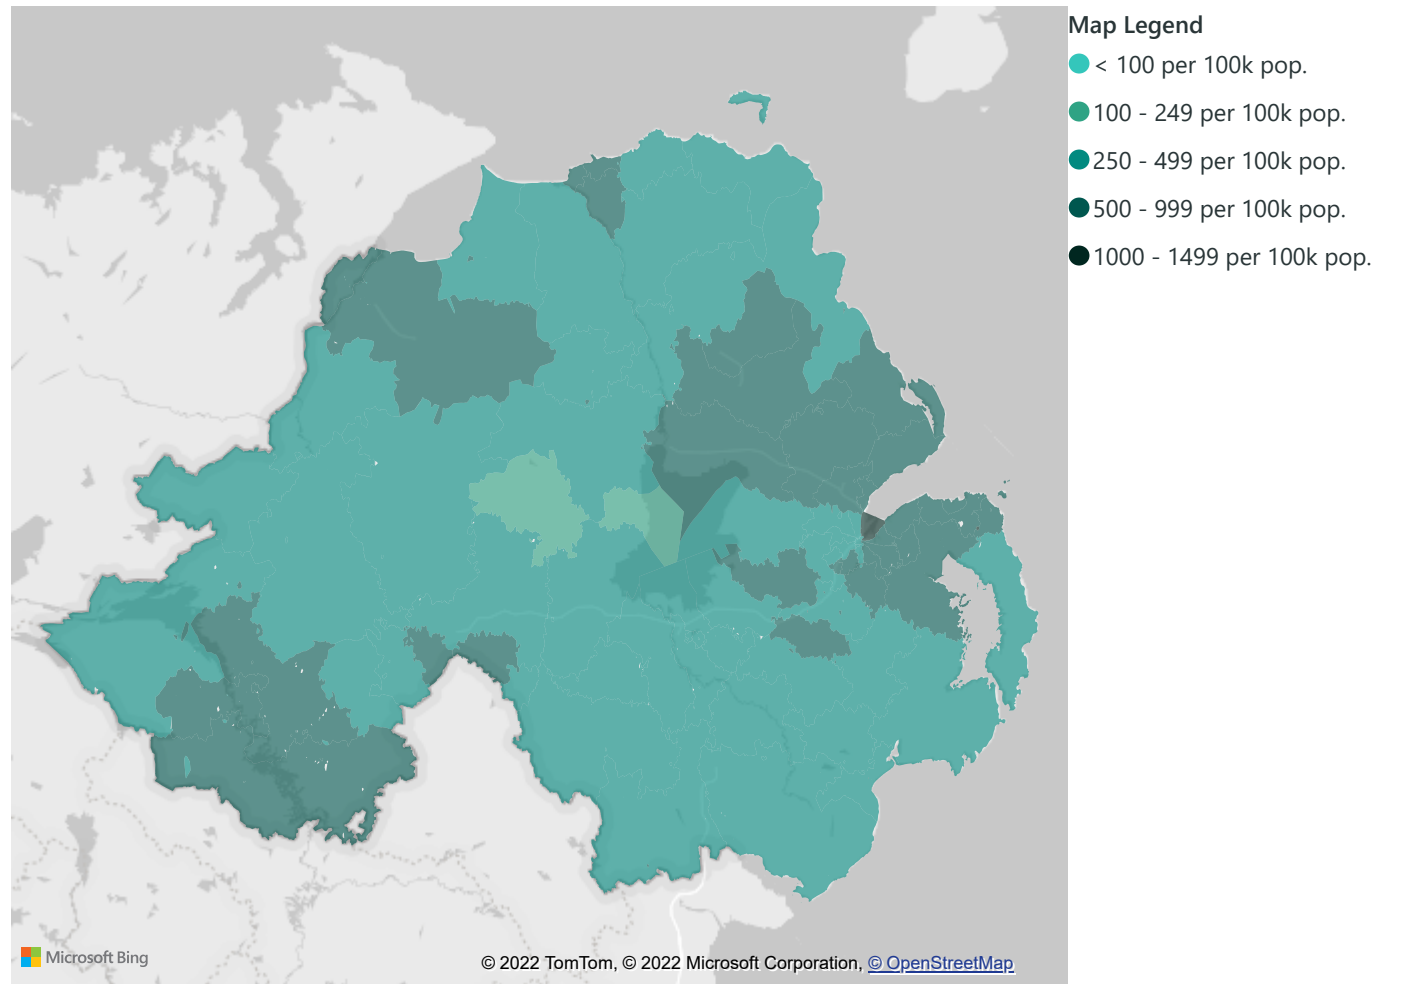 Map Legend
< 100 per 100k pop.
100 - 249 per 100k pop.
250 - 499 per 100k pop.
500 - 999 per 100k pop.
1000 - 1499 per 100k pop.
Microsoft Bing
© 2022 TomTom, © 2022 Microsoft Corporation, © OpenStreetMap